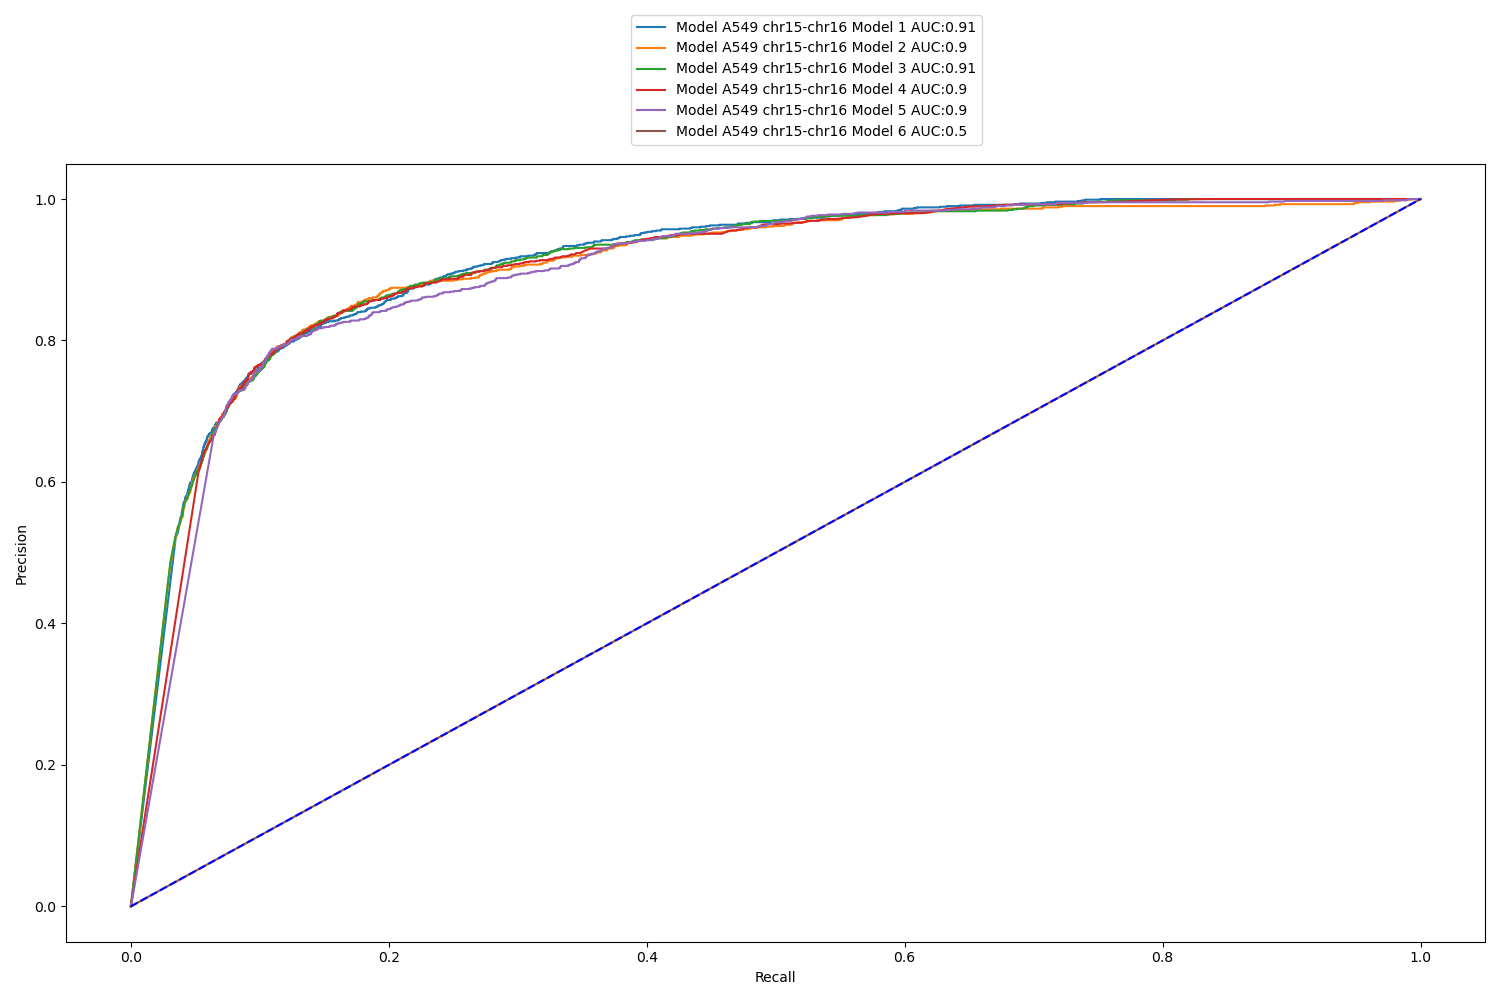 Model A549 chr15-chr16 Model 1 AUC:0.91
Model A549 chr15-chr16 Model 2 AUC:0.9
Model A549 chr15-chr16 Model 3 AUC:0.91
Model A549 chr15-chr16 Model 4 AUC:0.9
Model A549 chr15-chr16 Model 5 AUC:0.9
Model A549 chr15-chr16 Model 6 AUC:0.5
1.0
0.8
0.6
0.4
0.2
0.0
Precision
0.0 0.2 0.4 0.6 0.8 1.0
Recall